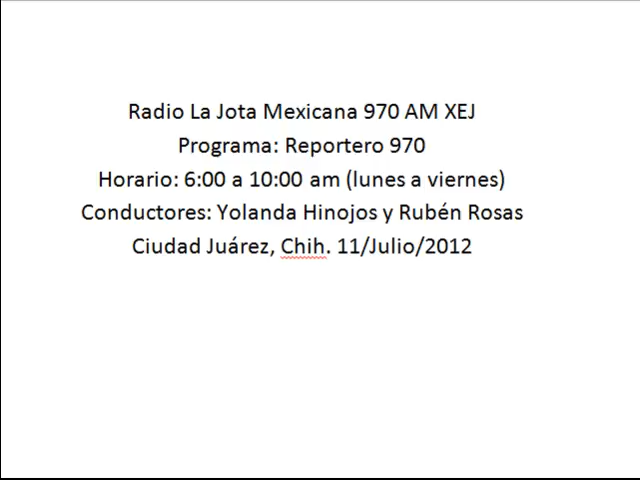 Radio La Jota Mexicana 970 AM XEJ
Programa: Reportero 970
Horario: 6:00 a 10:00 am (lunes a viernes)
Conductores: Yolanda Hinojos y Rubén Rosas
Ciudad Juárez, Chih. 11/Julio/2012